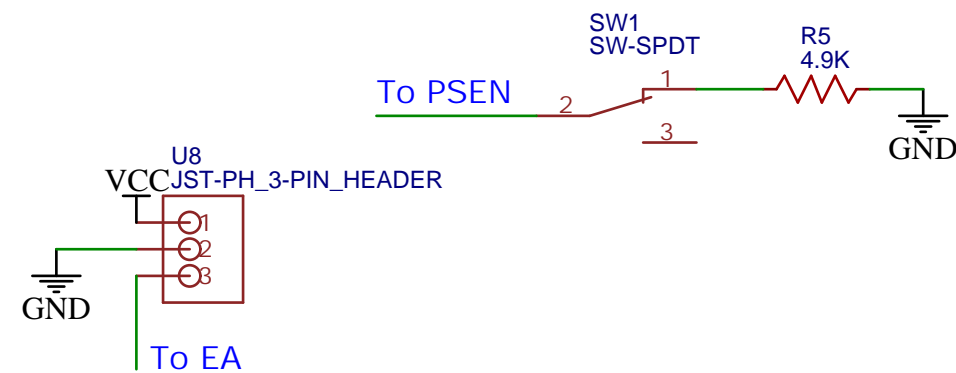 SW1
SW-SPDT
R5
4.9K
To PSEN
2
1
3
GND
U8
VCC JST-PH_3-PIN_HEADER
1
2
3
GND
To EA